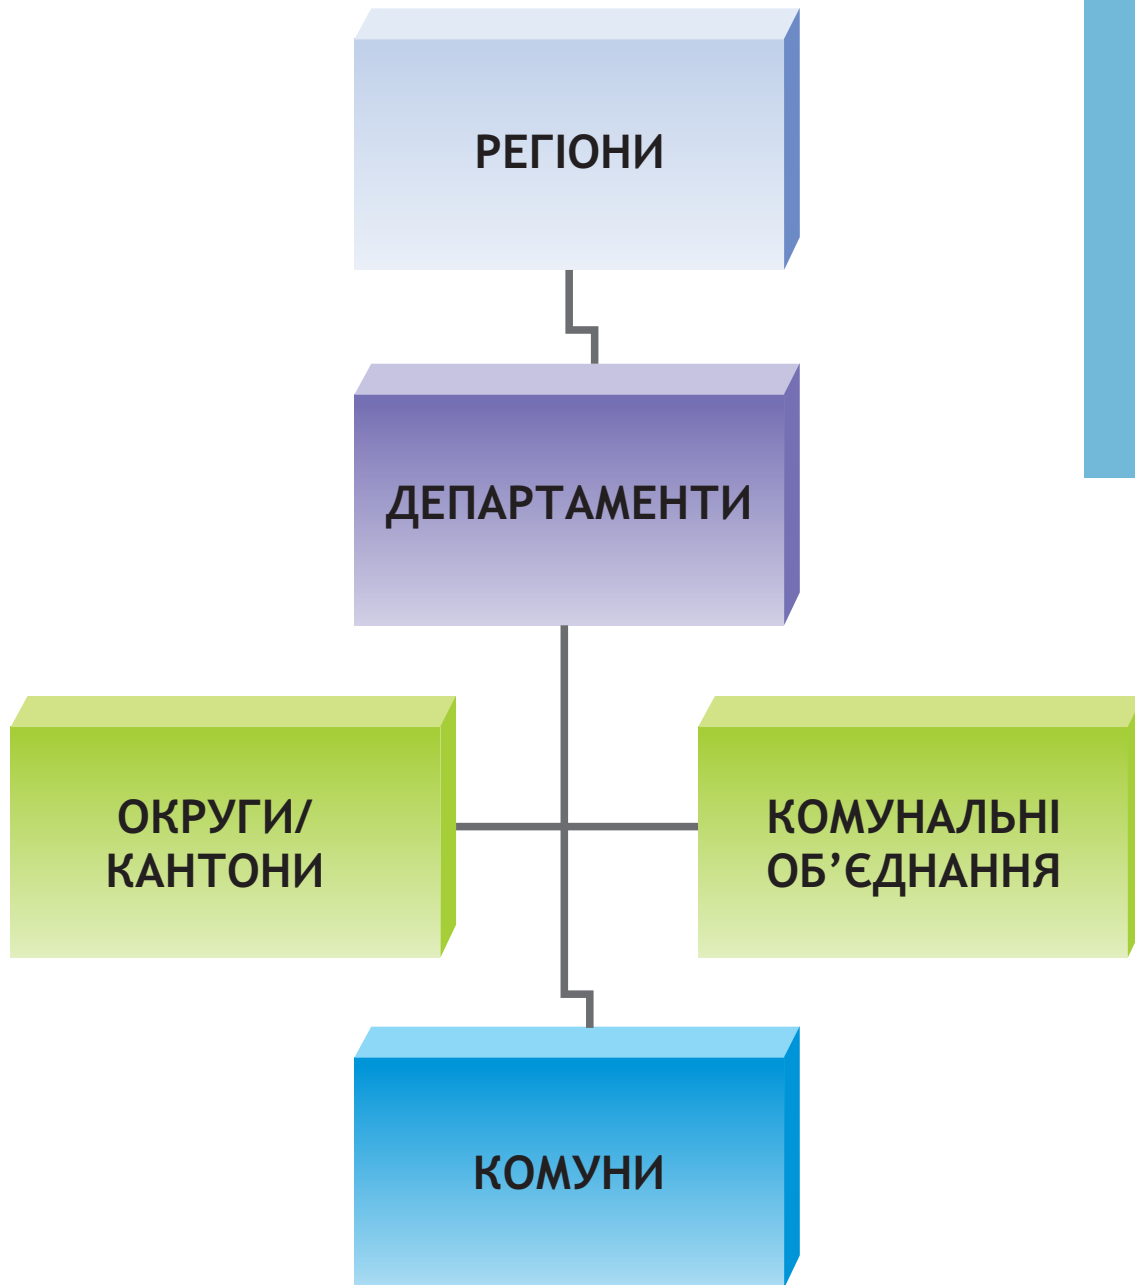 РЕГІОНИ
ДЕПАРТАМЕНТИ
ОКРУГИ/
КАНТОНИ
КОМУНАЛЬНІ
ОБ’ЄДНАННЯ
КОМУНИ